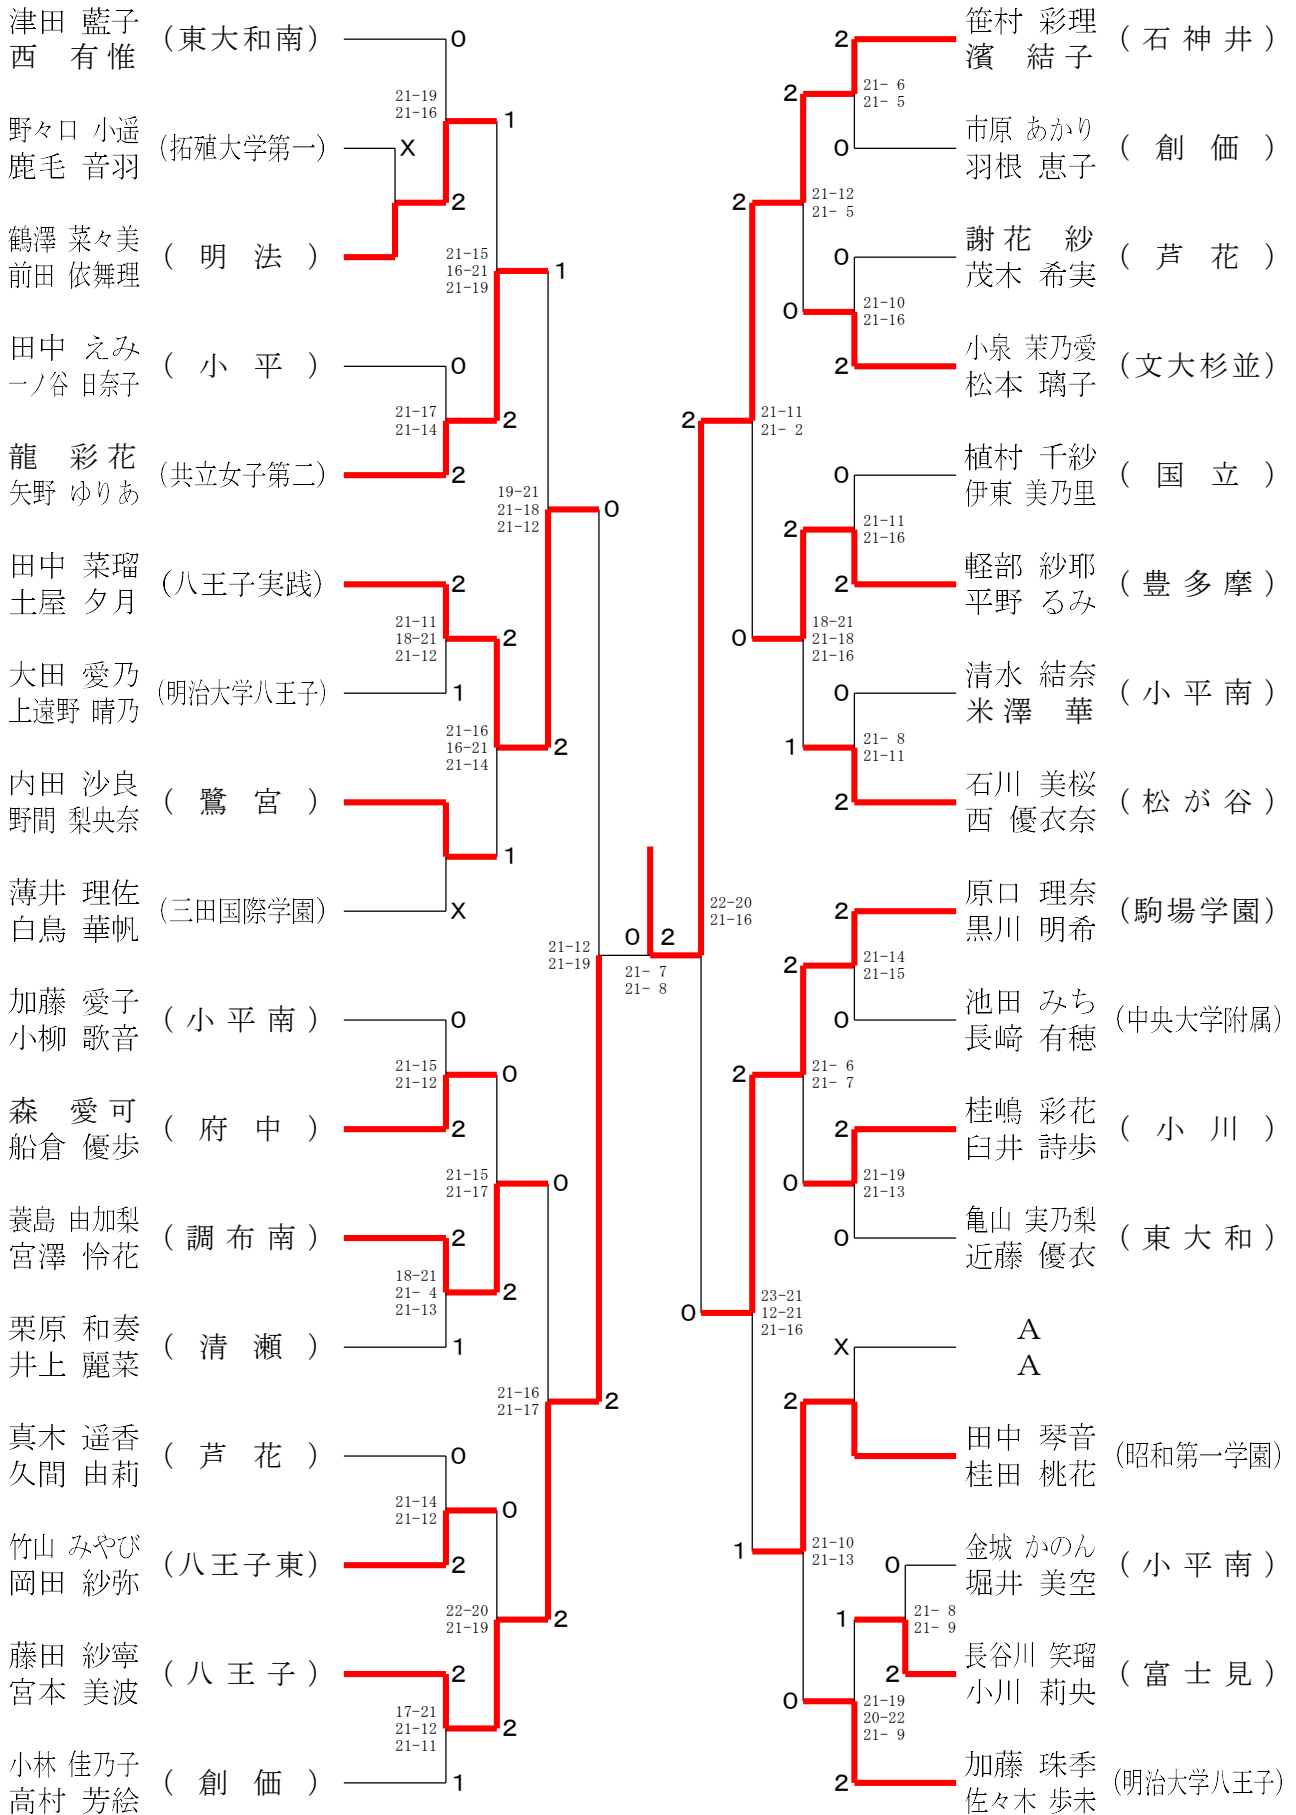 津田 藍子
西 有惟
(東大和南)
0
21-19
21-16
1
野々口 小遥
鹿毛 音羽
(拓殖大学第一)
X
2
鶴澤 菜々美
前田 依舞理
(明法)
21-15
16-21
21-19
1
田中 えみ
一ノ谷 日奈子
(小平)
0
21-17
21-14
2
龍 彩花
矢野 ゆりあ
(共立女子第二)
2
19-21
21-18
21-12
0
田中 菜瑠
土屋 夕月
(八王子実践)
2
21-11
18-21
21-12
2
大田 愛乃
上遠野 晴乃
(明治大学八王子)
1
21-16
16-21
21-14
2
内田 沙良
野間 梨央奈
(鷺宮)
1
薄井 理佐
白鳥 華帆
(三田国際学園)
X
21-12
21-19
0 2
21- 7
21- 8
加藤 愛子
小柳 歌音
(小平南)
0
21-15
21-12
0
森 愛可
船倉 優歩
(府中)
2
21-15
21-17
0
蓑島 由加梨
宮澤 怜花
(調布南)
2
18-21
21- 4
21-13
2
栗原 和奏
井上 麗菜
(清瀬)
1
21-16
21-17
2
真木 遥香
久間 由莉
(芦花)
0
21-14
21-12
0
竹山 みやび
岡田 紗弥
(八王子東)
2
22-20
21-19
2
藤田 紗寧
宮本 美波
(八王子)
2
17-21
21-12
21-11
2
小林 佳乃子
高村 芳絵
(創価)
1
笹村 彩理
濱 結子
(石神井)
2
2
21- 6
21- 5
市原 あかり
羽根 恵子
(創価)
0
2
21-12
21- 5
謝花 紗
茂木 希実
(芦花)
0
0
21-10
21-16
小泉 茉乃愛
松本 璃子
(文大杉並)
2
2
21-11
21- 2
植村 千紗
伊東 美乃里
(国立)
0
2
21-11
21-16
軽部 紗耶
平野 るみ
(豊多摩)
2
0
18-21
21-18
21-16
清水 結奈
米澤 華
(小平南)
0
1
21- 8
21-11
石川 美桜
西 優衣奈
(松が谷)
2
22-20
21-16
原口 理奈
黒川 明希
(駒場学園)
2
2
21-14
21-15
池田 みち
長﨑 有穂
(中央大学附属)
0
2
21- 6
21- 7
桂嶋 彩花
臼井 詩歩
(小川)
2
0
21-19
21-13
亀山 実乃梨
近藤 優衣
(東大和)
0
0
23-21
12-21
21-16
A
A
X
2
田中 琴音
桂田 桃花
(昭和第一学園)
1
21-10
21-13
金城 かのん
堀井 美空
(小平南)
0
1
21- 8
21- 9
長谷川 笑瑠
小川 莉央
(富士見)
2
0
21-19
20-22
21- 9
加藤 珠季
佐々木 歩未
(明治大学八王子)
2